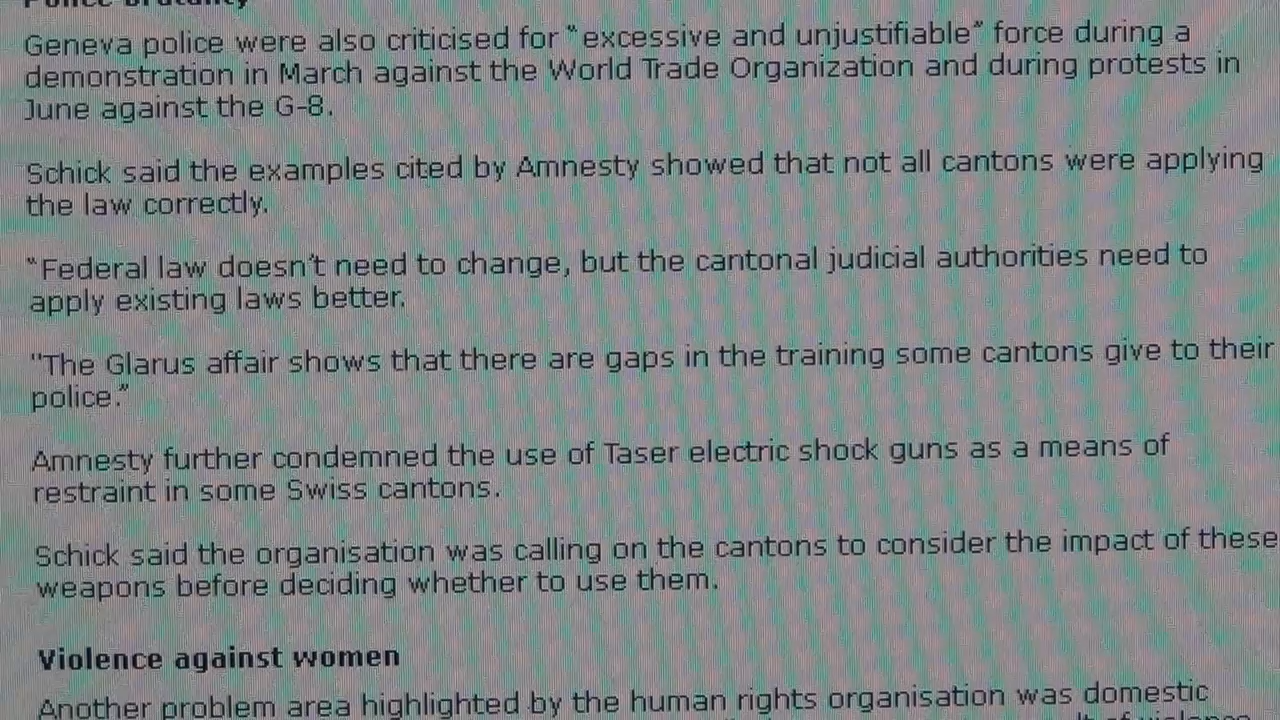 Police brutality
Geneva police were also criticised for “excessive and unjustifiable” force during a
demonstration in March against the World Trade Organization and during protests in
June against the G-8.
Schick said the examples cited by Amnesty showed that not all cantons were applying
the law correctly.
“Federal law doesn’t need to change, but the cantonal judicial authorities need to
apply existing laws better.
"The Glarus affair shows that there are gaps in the training some cantons give to their
police.”
Amnesty further condemned the use of Taser electric shock guns as a means of
restraint in some Swiss cantons.
Schick said the organisation was calling on the cantons to consider the impact of these
weapons before deciding whether to use them.
Violence against women
Another problem area highlighted by the human rights organisation was domestic
of violence